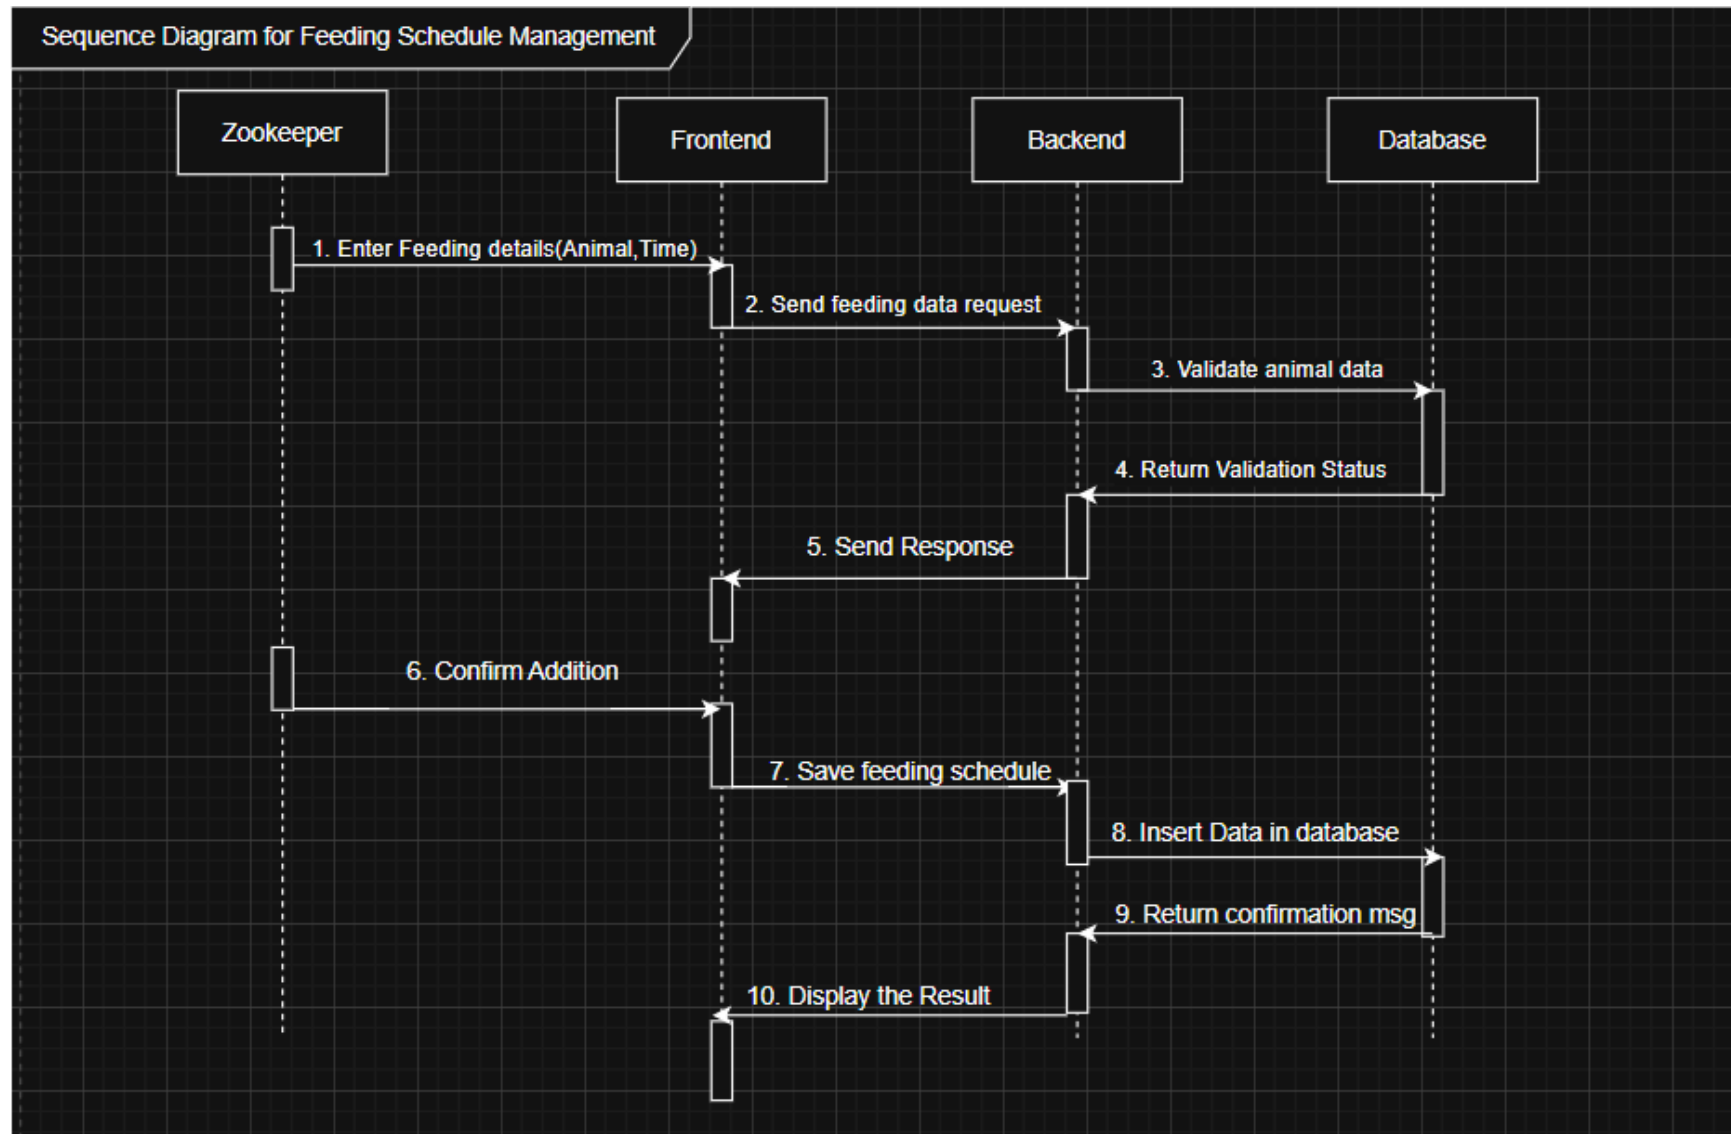 Sequence Diagram for Feeding Schedule Management
Zookeeper
Frontend
Backend
Database
1. Enter Feeding details(Animal,Time)
2. Send feeding data request
3. Validate animal data
4. Return Validation Status
5. Send Response
6. Confirm Addition
7. Save feeding schedule
8. Insert Data in database
9. Return confirmation msg
10. Display the Result